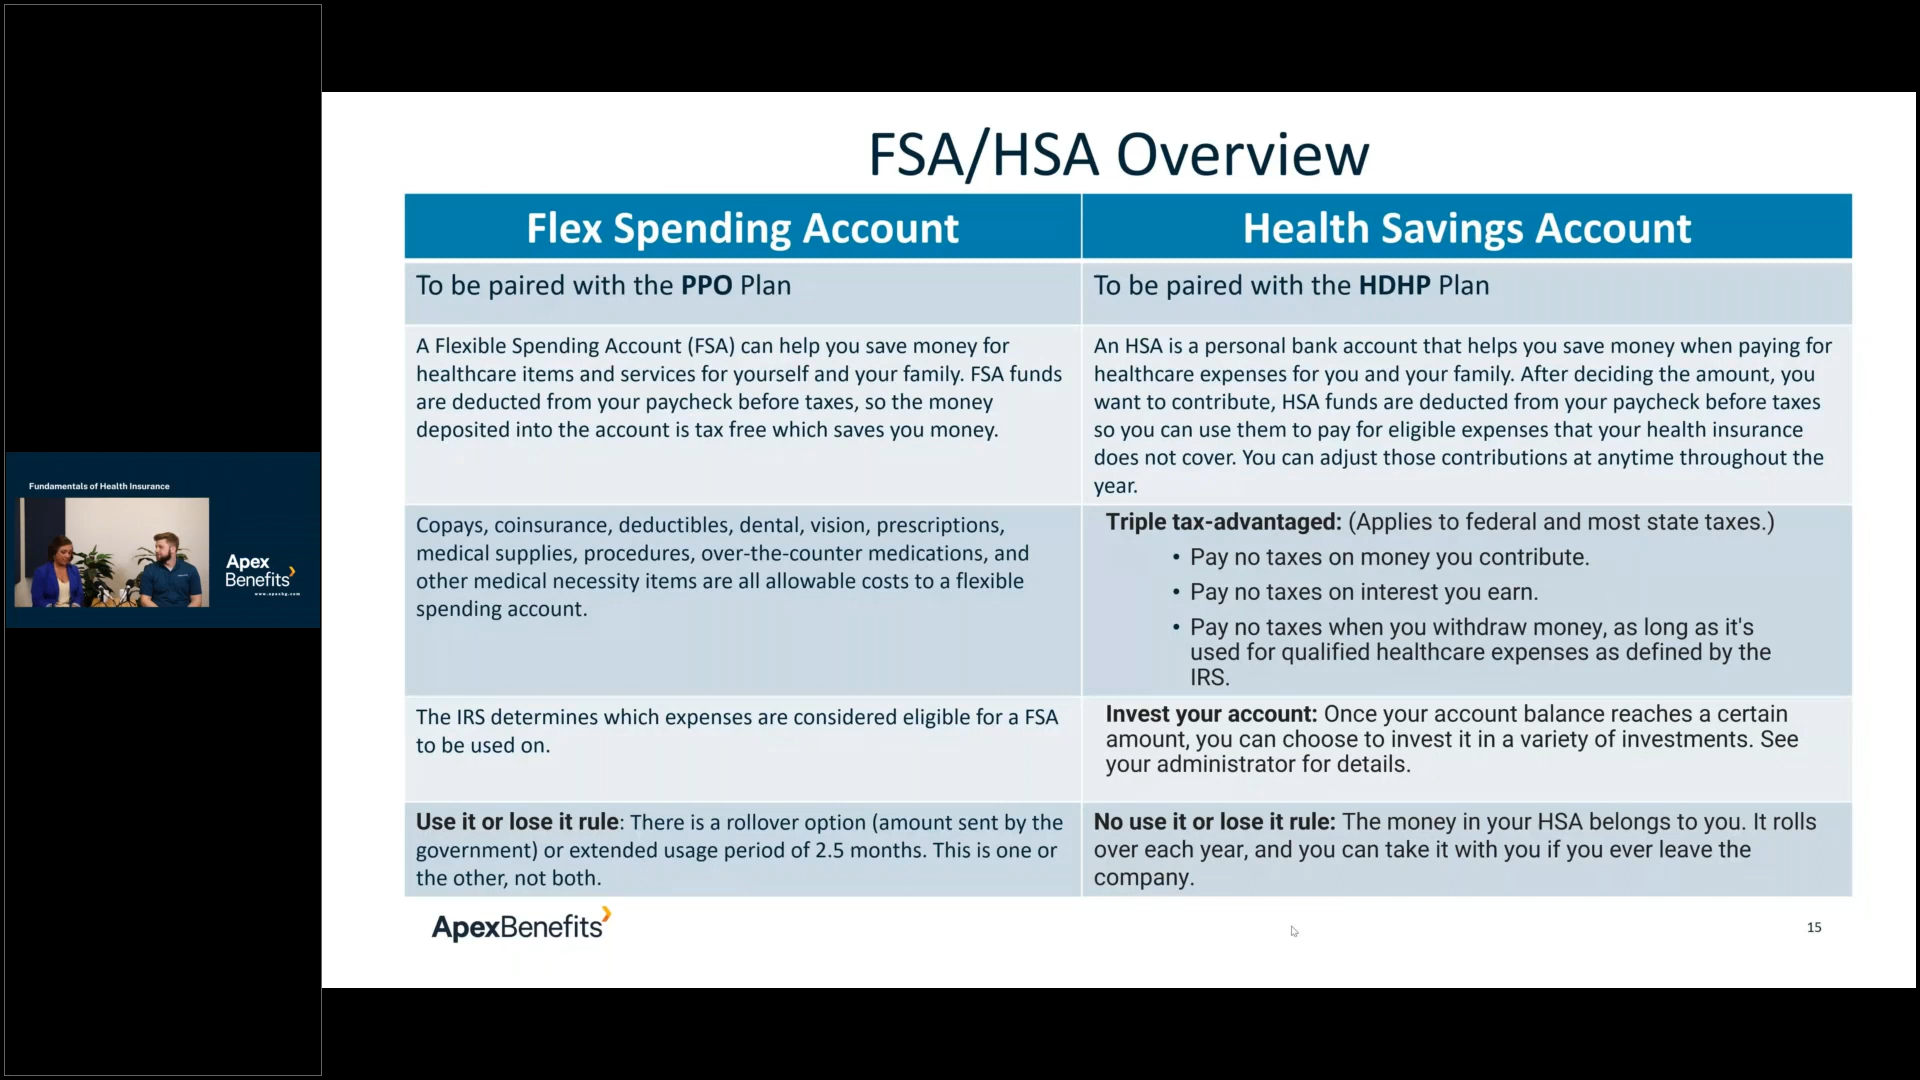 FSA/HSA Overview
Flex Spending Account
Health Savings Account
To be paired with the PPO Plan
To be paired with the HDHP Plan
A Flexible Spending Account (FSA) can help you save money for
healthcare items and services for yourself and your family. FSA funds
are deducted from your paycheck before taxes, so the money
deposited into the account is tax free which saves you money.
An HSA is a personal bank account that helps you save money when paying for
healthcare expenses for you and your family. After deciding the amount, you
want to contribute, HSA funds are deducted from your paycheck before taxes
so you can use them to pay for eligible expenses that your health insurance
does not cover. You can adjust those contributions at anytime throughout the
year.
Copays, coinsurance, deductibles, dental, vision, prescriptions,
medical supplies, procedures, over-the-counter medications, and
other medical necessity items are all allowable costs to a flexible
spending account.
Triple tax-advantaged: (Applies to federal and most state taxes.)
• Pay no taxes on money you contribute.
• Pay no taxes on interest you earn.
• Pay no taxes when you withdraw money, as long as it's
used for qualified healthcare expenses as defined by the
IRS.
The IRS determines which expenses are considered eligible for a FSA
to be used on.
Invest your account: Once your account balance reaches a certain
amount, you can choose to invest it in a variety of investments. See
your administrator for details.
Use it or lose it rule: There is a rollover option (amount sent by the
government) or extended usage period of 2.5 months. This is one or
the other, not both.
No use it or lose it rule: The money in your HSA belongs to you. It rolls
over each year, and you can take it with you if you ever leave the
company.
ApexBenefits
15
Fundamentals of Health Insurance
Apex
Benefits
www.apexbg.com